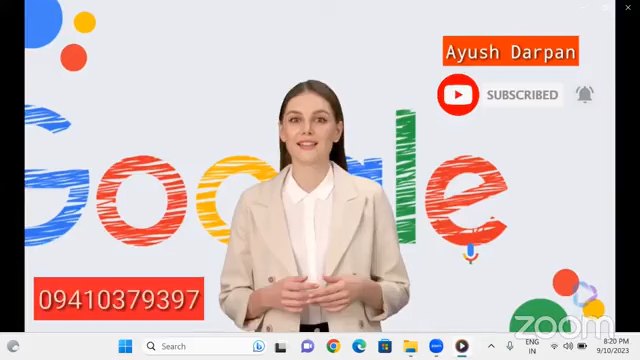 Ayush Darpan
SUBSCRIBED
Google
09410379397
zoom
Search
ENG
IN
8:20 PM
9/10/2023